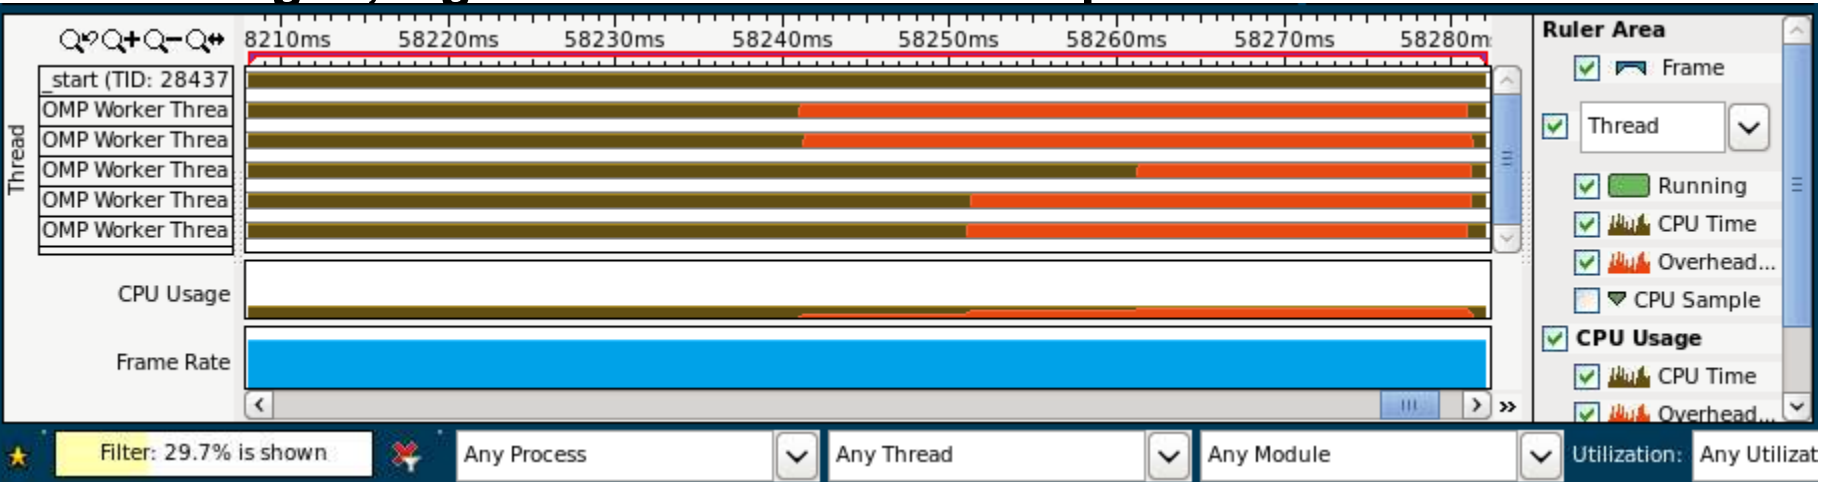 8210ms 58220ms 58230ms 58240ms 58250ms 58260ms 58270ms 58280m
Thread
_start (TID: 28437
OMP Worker Threa
OMP Worker Threa
OMP Worker Threa
OMP Worker Threa
OMP Worker Threa
CPU Usage
Frame Rate
Ruler Area
Frame
Thread
Running
CPU Time
Overhead...
CPU Sample
CPU Usage
CPU Time
Overhead...
Filter: 29.7% is shown
Any Process
Any Thread
Any Module
Utilization:
Any Utilizat